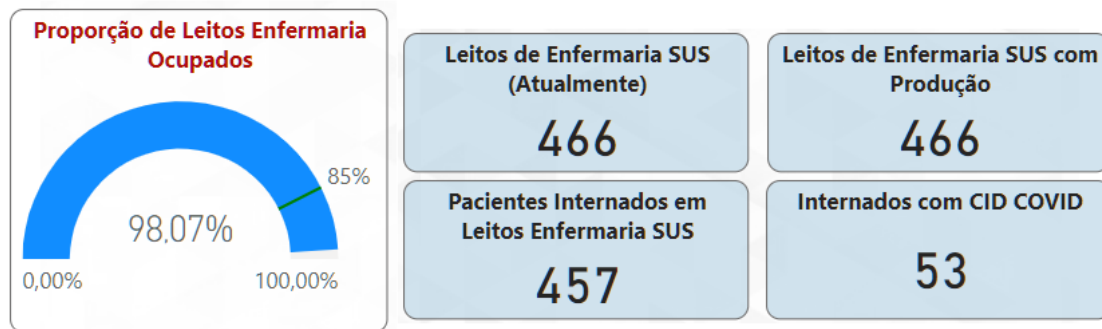 Proporção de Leitos Enfermaria
Ocupados
85%
98,07%
0,00%
100,00%
Leitos de Enfermaria SUS
(Atualmente)
466
Leitos de Enfermaria SUS com
Produção
466
Pacientes Internados em
Leitos Enfermaria SUS
457
Internados com CID COVID
53